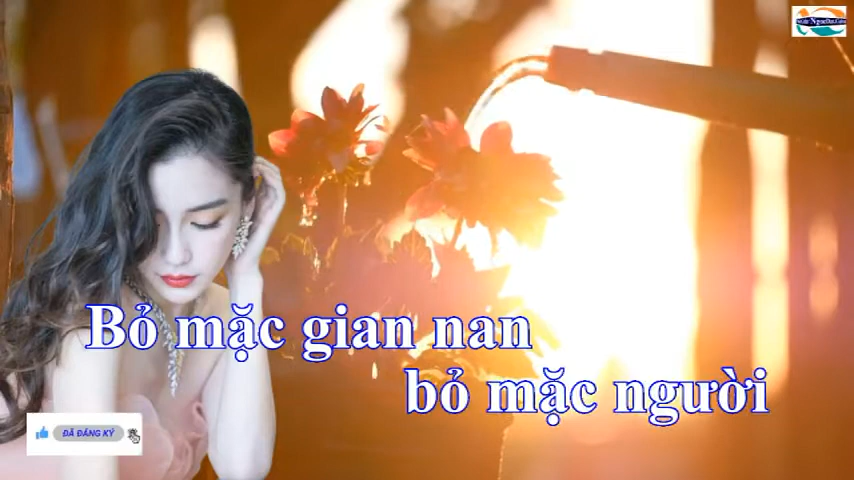 Bỏ mặc gian nan
bỏ mặc người
ĐÃ ĐĂNG KÝ